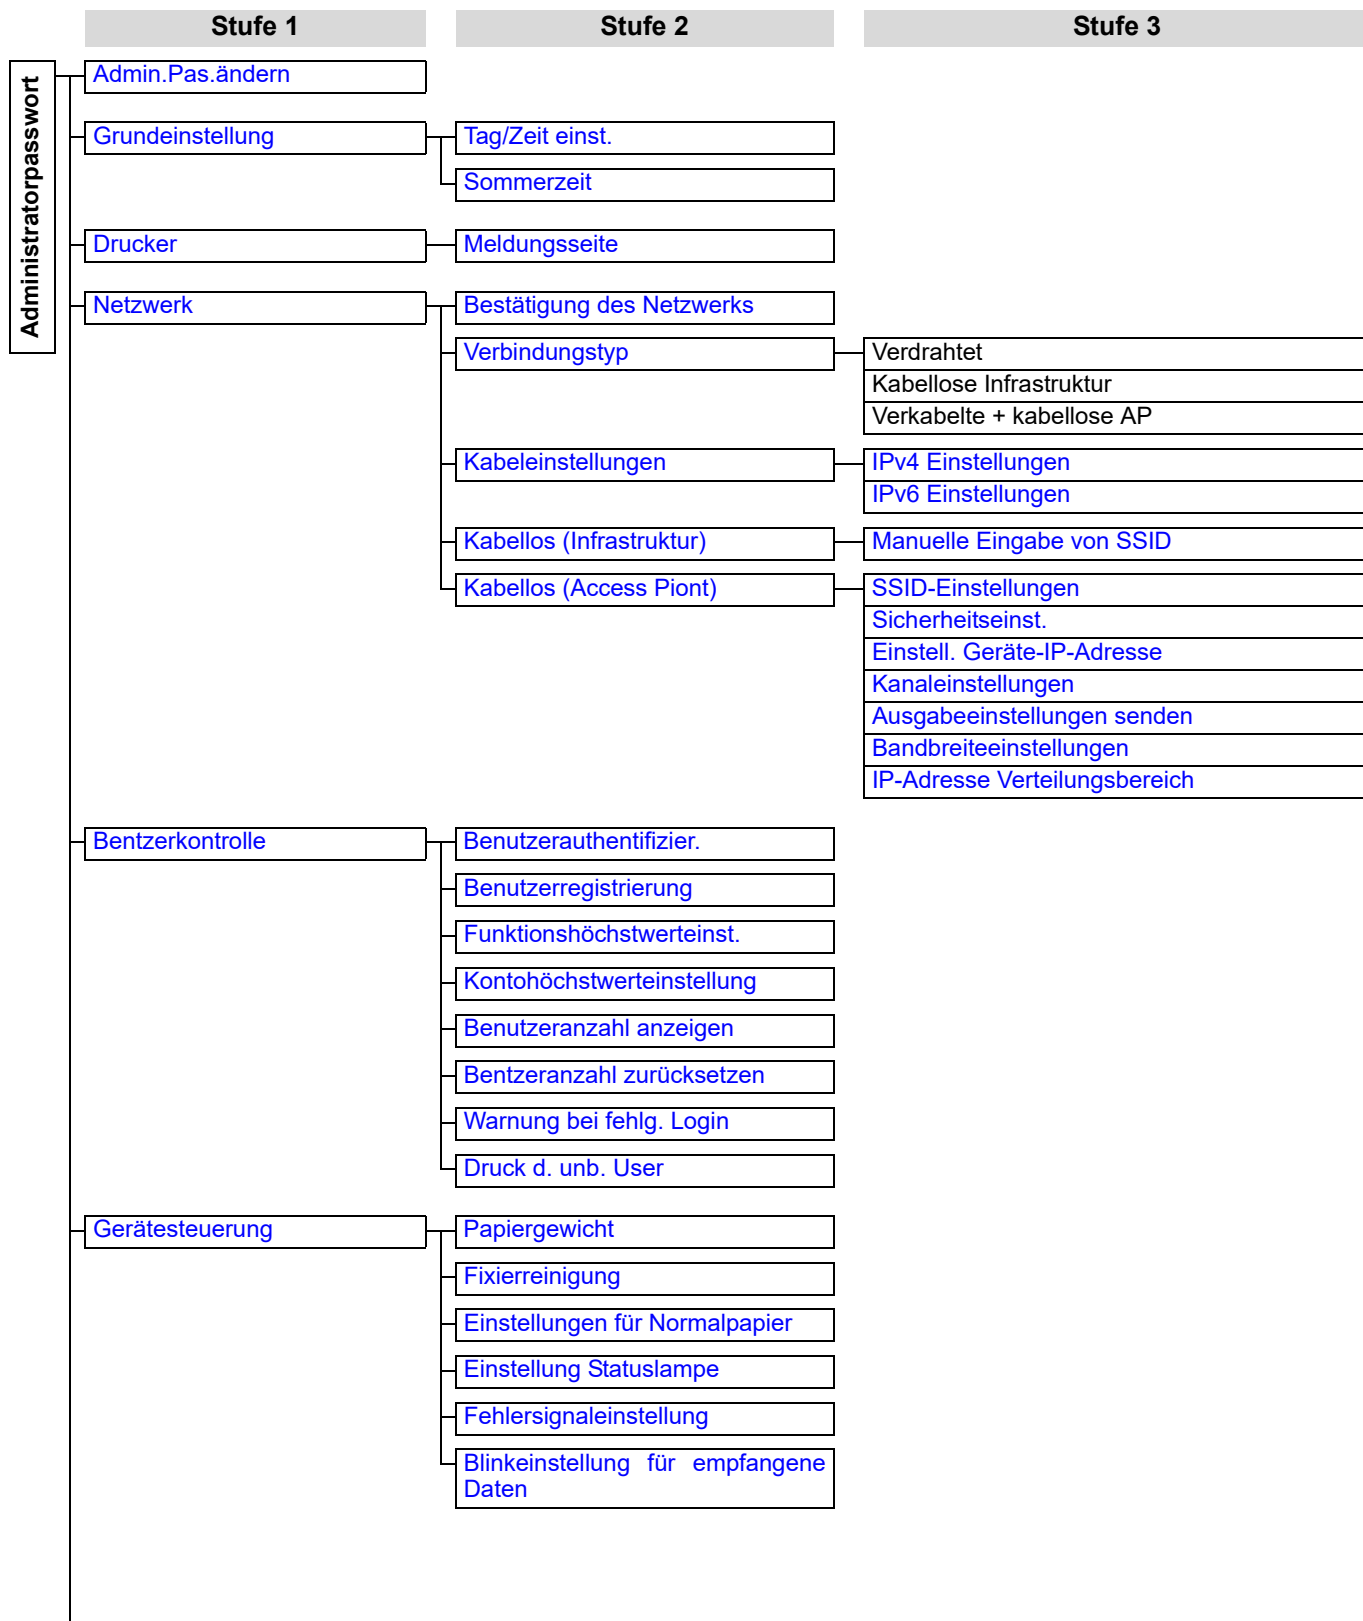 Stufe 1
Stufe 2
Stufe 3
Administratorpasswort
Admin.Pas.ändern
Grundeinstellung
Tag/Zeit einst.
Sommerzeit
Drucker
Meldungsseite
Netzwerk
Bestätigung des Netzwerks
Verbindungstyp
Verdrahtet
Kabellose Infrastruktur
Verkabelte + kabellose AP
Kabeleinstellungen
IPv4 Einstellungen
IPv6 Einstellungen
Kabellos (Infrastruktur)
Manuelle Eingabe von SSID
Kabellos (Access Piont)
SSID-Einstellungen
Sicherheitseinst.
Einstell. Geräte-IP-Adresse
Kanaleinstellungen
Ausgabeeinstellungen senden
Bandbreiteeinstellungen
IP-Adresse Verteilungsbereich
Bentzerkontrolle
Benutzerauthentifizier.
Benutzerregistrierung
Funktionshöchstwerteinst.
Kontohöchstwerteinstellung
Benutzeranzahl anzeigen
Bentzeranzahl zurücksetzen
Warnung bei fehlg. Login
Druck d. unb. User
Gerätesteuerung
Papiergewicht
Fixierreinigung
Einstellungen für Normalpapier
Einstellung Statuslampe
Fehlersignaleinstellung
Blinkeinstellung für empfangene
Daten